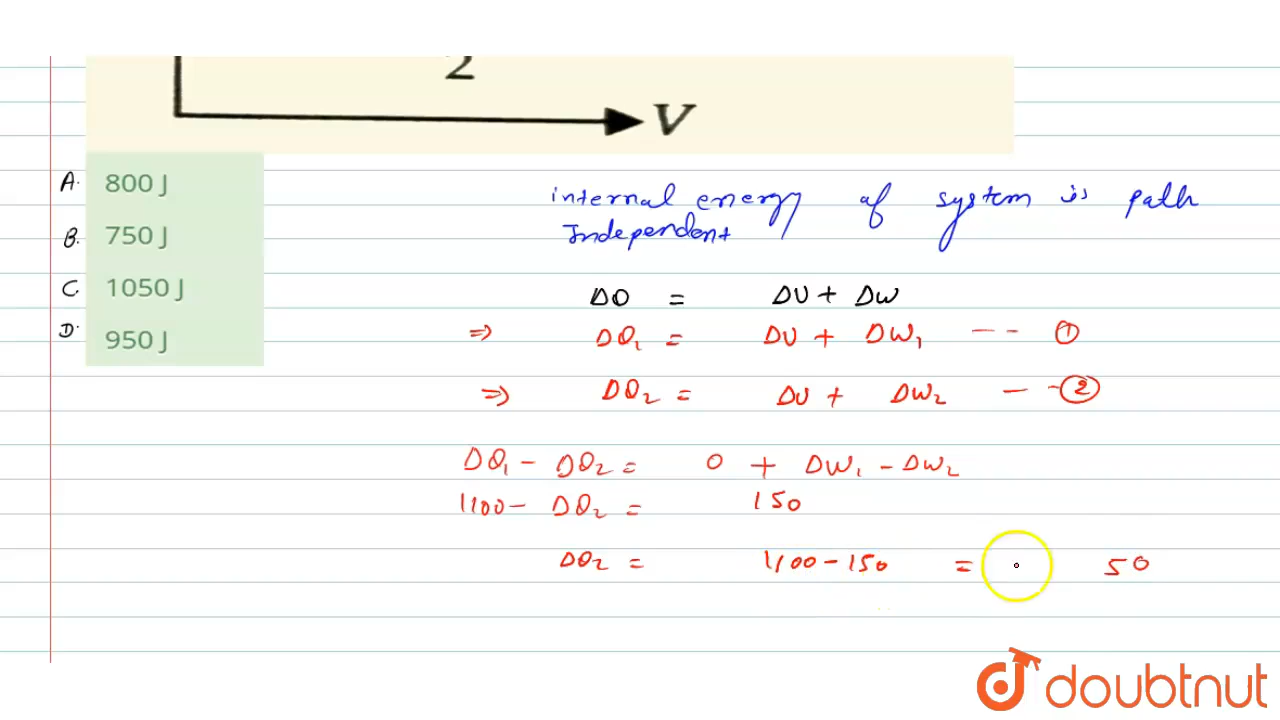 2
V
A. 800 J
B. 750 J
C. 1050 J
D. 950 J
internal energy of system is path
Independent
ΔQ = ΔU + ΔW
⇒ ΔQ₁ = ΔU + ΔW₁ -- ①
⇒ ΔQ₂ = ΔU + ΔW₂ -- ②
ΔQ₁ - ΔQ₂ = 0 + ΔW₁ - ΔW₂
1100 - ΔQ₂ = 150
ΔQ₂ = 1100 - 150 = 50
doubtnut